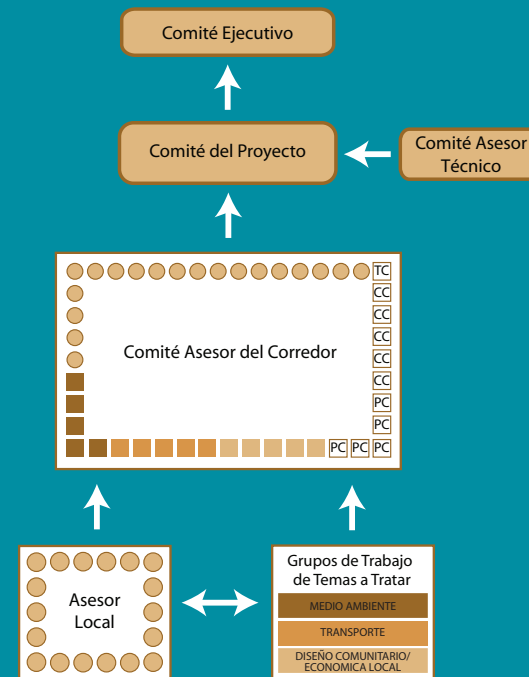 Comité Ejecutivo
Comité del Proyecto
Comité Asesor
Técnico
TC
CC
CC
CC
CC
CC
PC
PC
PC PC PC
Comité Asesor del Corredor
Asesor
Local
Grupos de Trabajo
de Temas a Tratar
MEDIO AMBIENTE
TRANSPORTE
DISEÑO COMUNITARIO/
ECONOMICA LOCAL